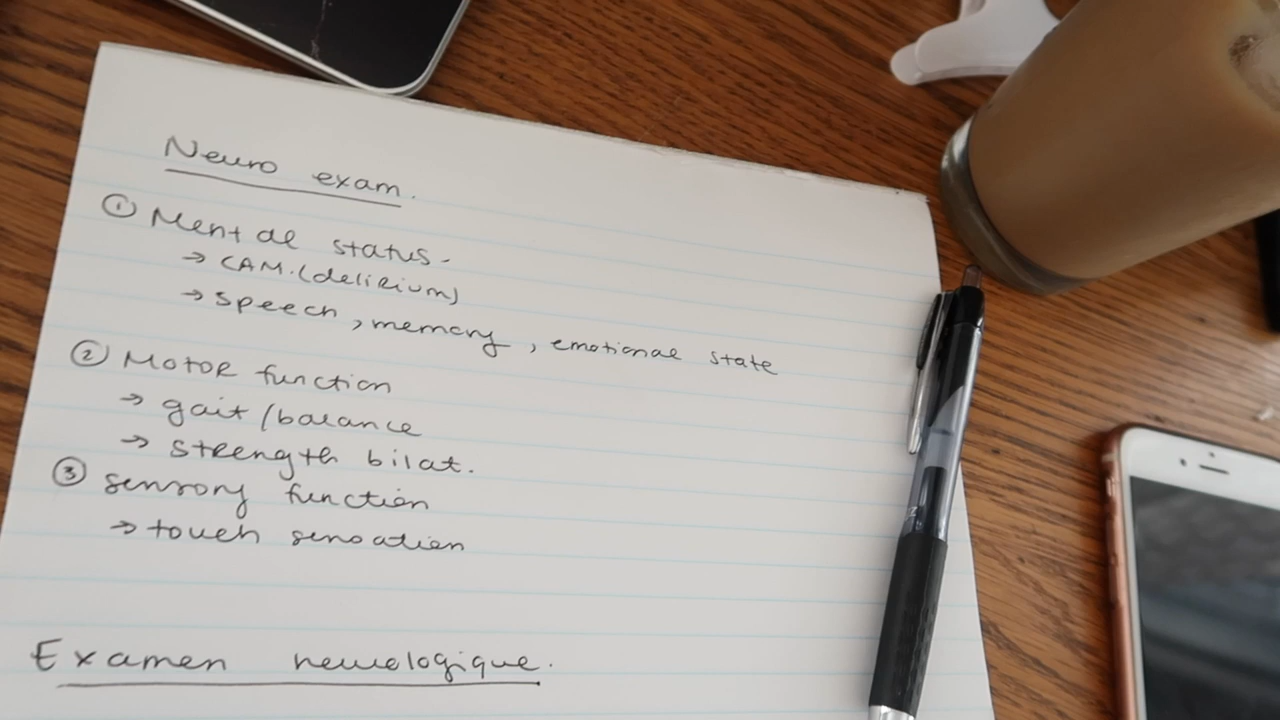 Neuro exam.
① Mental status.
→ CAM. (delirium)
→ speech, memory, emotional state
② Motor function
→ gait / balance
→ strength bilat.
③ sensory function
→ touch sensation
Examen neurologique.